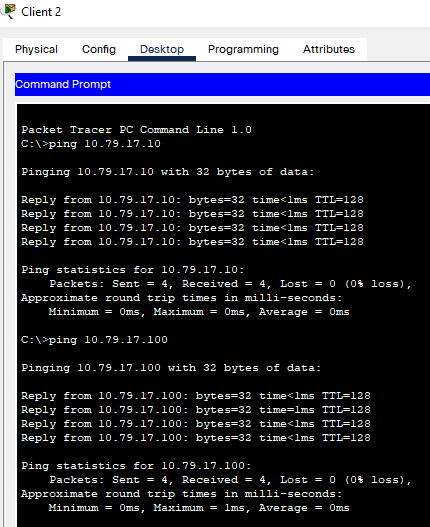 Client 2
Physical Config Desktop Programming Attributes
Command Prompt
Packet Tracer PC Command Line 1.0
C:\>ping 10.79.17.10
Pinging 10.79.17.10 with 32 bytes of data:
Reply from 10.79.17.10: bytes=32 time<1ms TTL=128
Reply from 10.79.17.10: bytes=32 time<1ms TTL=128
Reply from 10.79.17.10: bytes=32 time<1ms TTL=128
Reply from 10.79.17.10: bytes=32 time<1ms TTL=128
Ping statistics for 10.79.17.10:
Packets: Sent = 4, Received = 4, Lost = 0 (0% loss),
Approximate round trip times in milli-seconds:
Minimum = 0ms, Maximum = 0ms, Average = 0ms
C:\>ping 10.79.17.100
Pinging 10.79.17.100 with 32 bytes of data:
Reply from 10.79.17.100: bytes=32 time<1ms TTL=128
Reply from 10.79.17.100: bytes=32 time=1ms TTL=128
Reply from 10.79.17.100: bytes=32 time<1ms TTL=128
Reply from 10.79.17.100: bytes=32 time<1ms TTL=128
Ping statistics for 10.79.17.100:
Packets: Sent = 4, Received = 4, Lost = 0 (0% loss),
Approximate round trip times in milli-seconds:
Minimum = 0ms, Maximum = 1ms, Average = 0ms